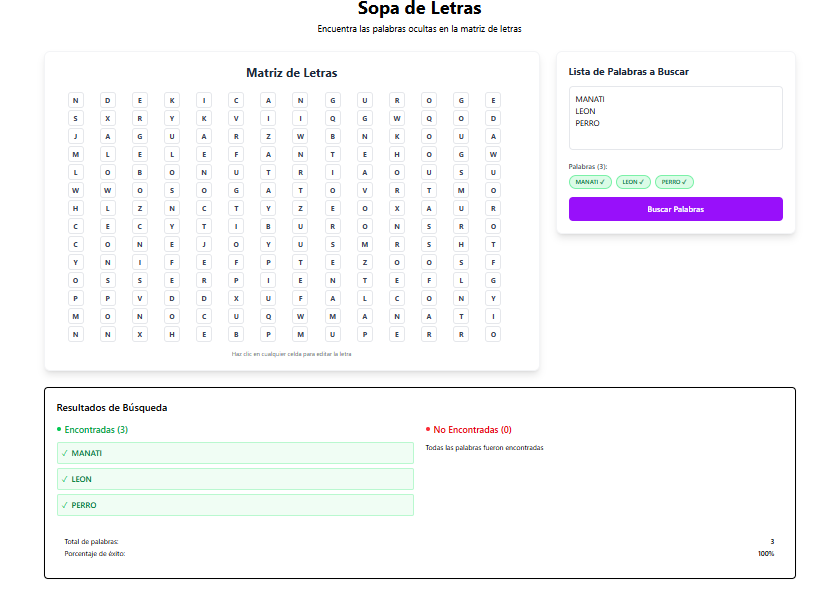 Sopa de Letras
Encuentra las palabras ocultas en la matriz de letras
Matriz de Letras
N D E K I C A N G U R O G E
S X R Y K V I I Q G W Q O D
J A G U A R Z W B N K O U A
M L E L E F A N T E H O G W
L O B O N U T R I A O U S U
W W O S O G A T O V R T M O
H L Z N C T Y Z E O X A U R
C E C Y T I B U R O N S R O
C O N E J O Y U S M R S H T
Y N I F E F P T E Z O O S F
O S S E R P I E N T E F L G
P P V D D X U F A L C O N Y
M O N O C U Q W M A N A T I
N N X H E B P M U P E R R O
Haz clic en cualquier celda para editar la letra
Lista de Palabras a Buscar
MANATI
LEON
PERRO
Palabras (3):
MANATI ✓ LEON ✓ PERRO ✓
Buscar Palabras
Resultados de Búsqueda
Encontradas (3)
✓ MANATI
✓ LEON
✓ PERRO
No Encontradas (0)
Todas las palabras fueron encontradas
Total de palabras: 3
Porcentaje de éxito: 100%